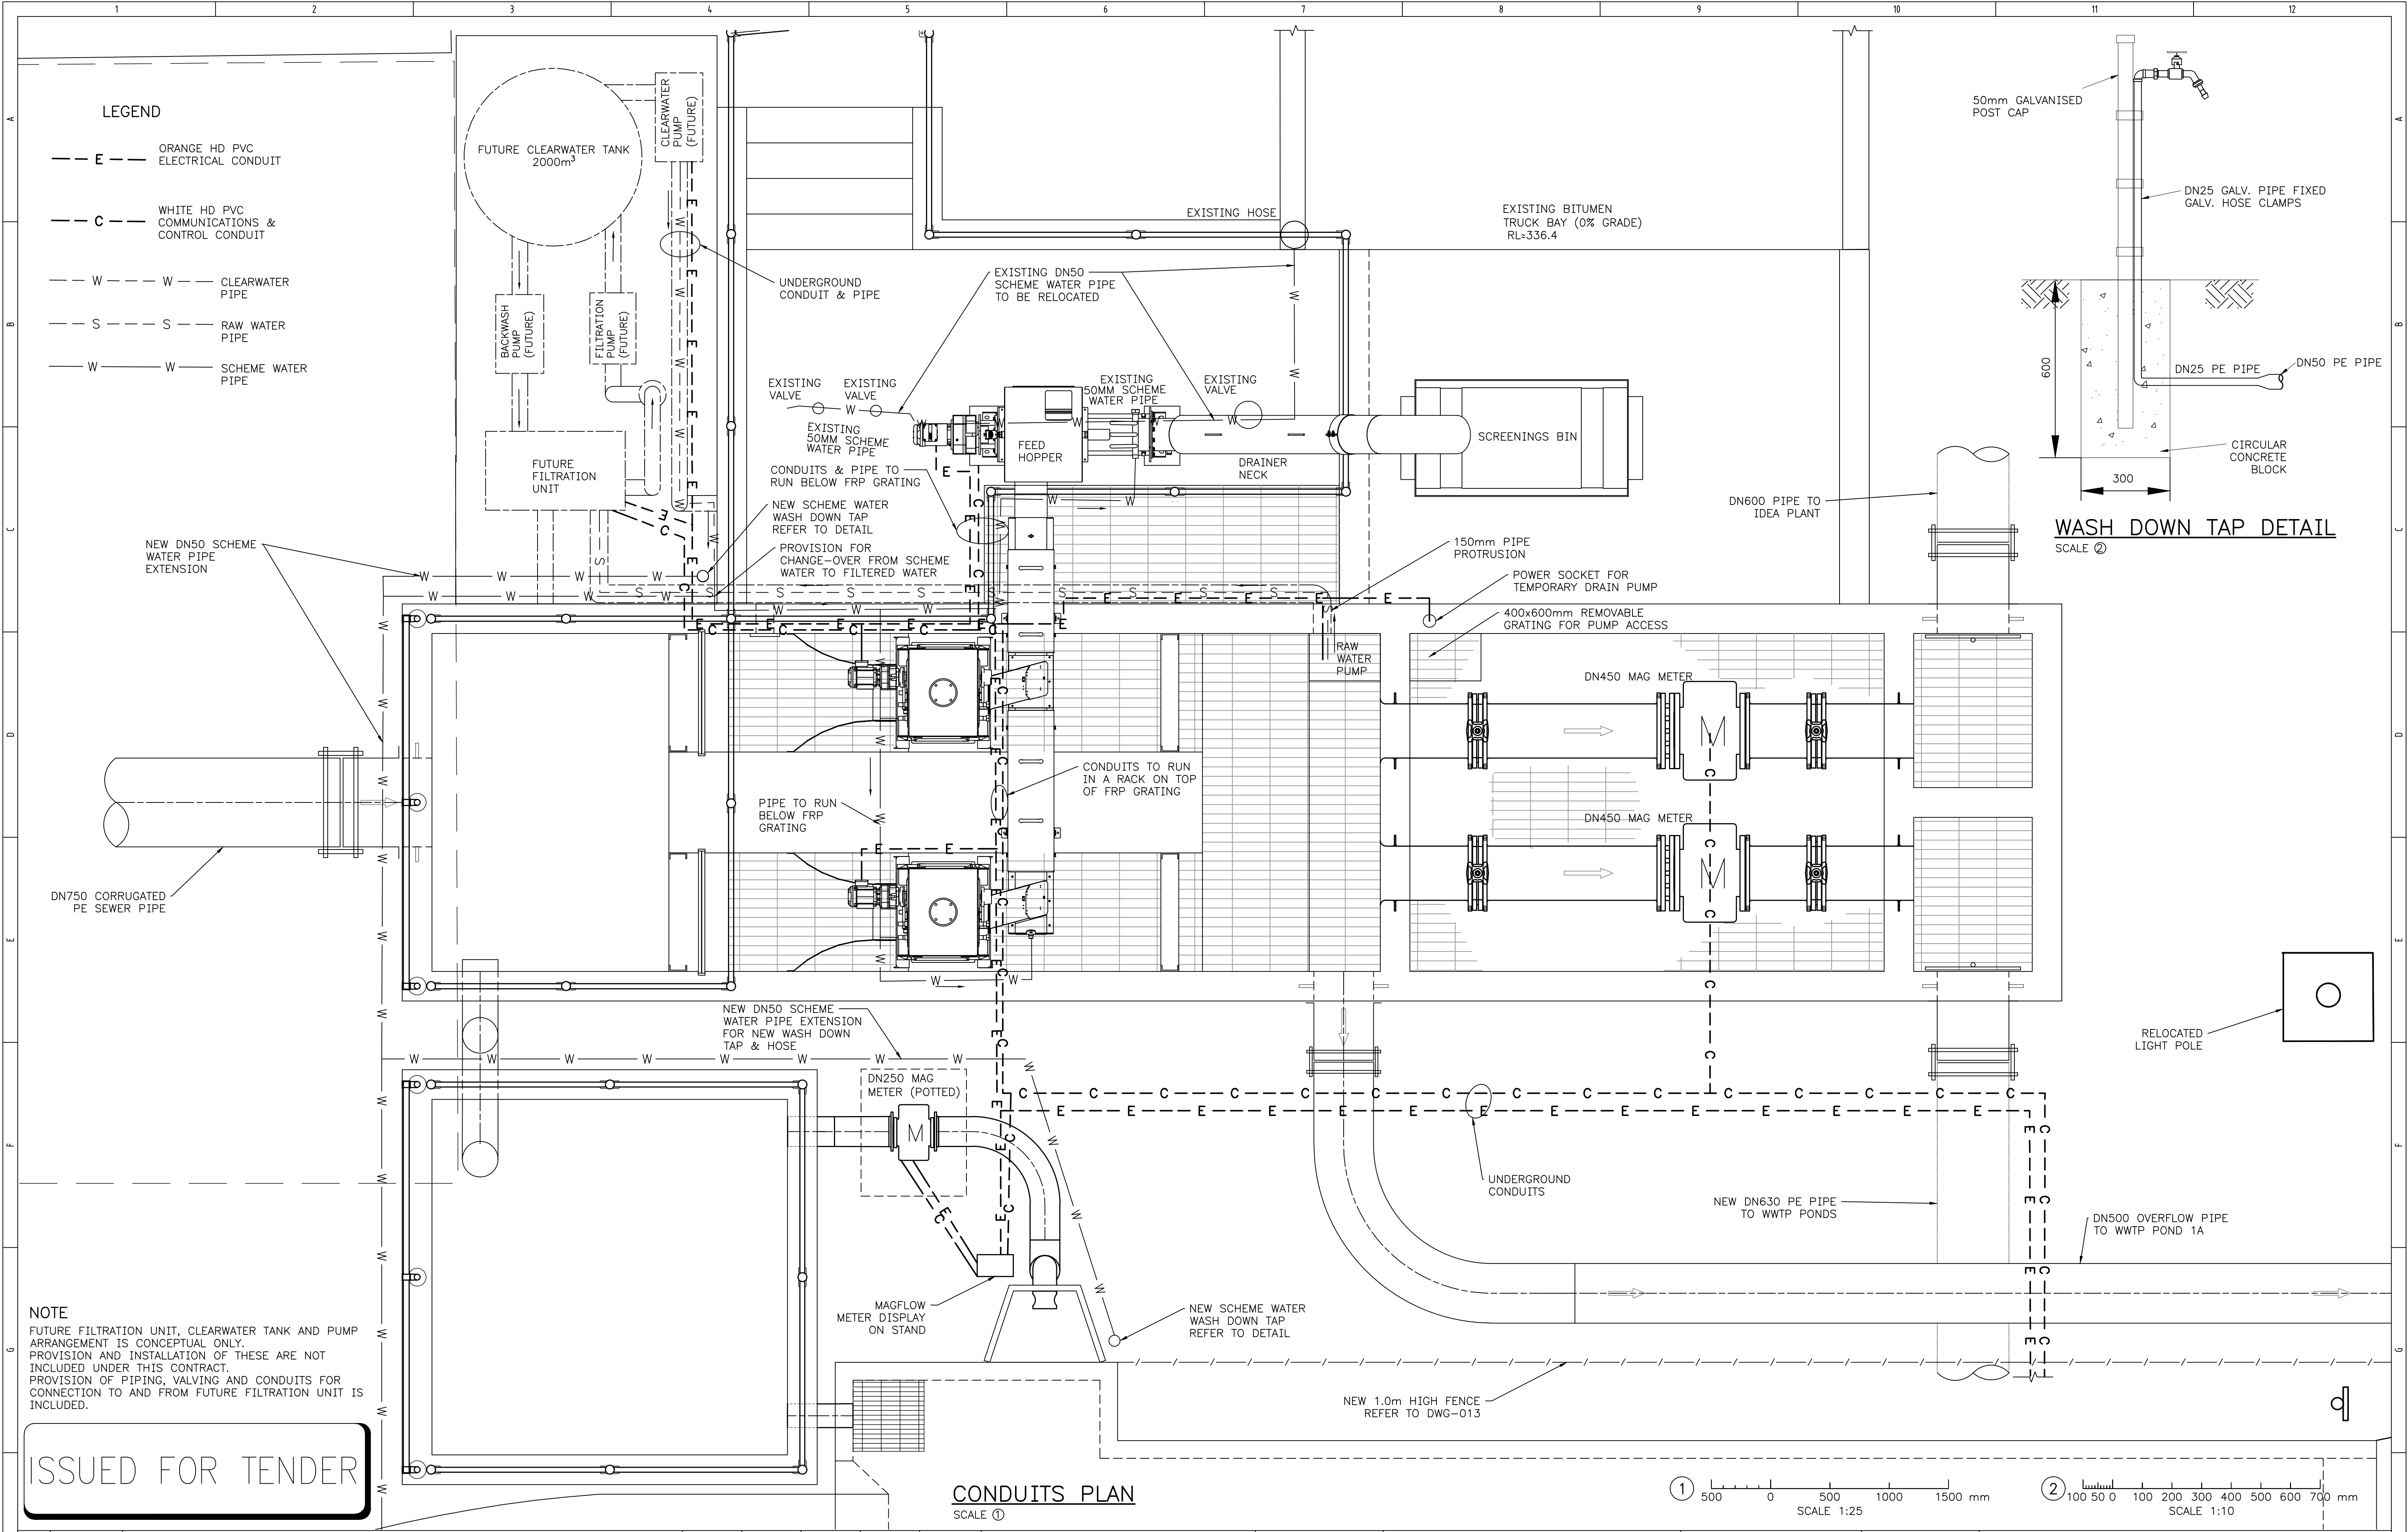 1 2 3 4 5 6 7 8 9 10 11 12
A
B
C
D
E
F
G
LEGEND
E
ORANGE HD PVC
ELECTRICAL CONDUIT
C
WHITE HD PVC
COMMUNICATIONS &
CONTROL CONDUIT
W W
CLEARWATER
PIPE
S S
RAW WATER
PIPE
W W
SCHEME WATER
PIPE
FUTURE CLEARWATER TANK
2000m³
CLEARWATER
PUMP
(FUTURE)
BACKWASH
PUMP
(FUTURE)
FILTRATION
PUMP
(FUTURE)
FUTURE
FILTRATION
UNIT
UNDERGROUND
CONDUIT & PIPE
EXISTING HOSE
EXISTING DN50
SCHEME WATER PIPE
TO BE RELOCATED
EXISTING BITUMEN
TRUCK BAY (0% GRADE)
RL≈336.4
EXISTING
VALVE
EXISTING
VALVE
EXISTING
50MM SCHEME
WATER PIPE
EXISTING
50MM SCHEME
WATER PIPE
EXISTING
VALVE
FEED
HOPPER
DRAINER
NECK
SCREENINGS BIN
CONDUITS & PIPE TO
RUN BELOW FRP GRATING
NEW SCHEME WATER
WASH DOWN TAP
REFER TO DETAIL
PROVISION FOR
CHANGE-OVER FROM SCHEME
WATER TO FILTERED WATER
NEW DN50 SCHEME
WATER PIPE
EXTENSION
150mm PIPE
PROTRUSION
POWER SOCKET FOR
TEMPORARY DRAIN PUMP
400x600mm REMOVABLE
GRATING FOR PUMP ACCESS
RAW
WATER
PUMP
DN600 PIPE TO
IDEA PLANT
50mm GALVANISED
POST CAP
DN25 GALV. PIPE FIXED
GALV. HOSE CLAMPS
600
DN25 PE PIPE
DN50 PE PIPE
CIRCULAR
CONCRETE
BLOCK
300
WASH DOWN TAP DETAIL
SCALE ②
DN450 MAG METER
M
DN450 MAG METER
M
CONDUITS TO RUN
IN A RACK ON TOP
OF FRP GRATING
PIPE TO RUN
BELOW FRP
GRATING
DN750 CORRUGATED
PE SEWER PIPE
NEW DN50 SCHEME
WATER PIPE EXTENSION
FOR NEW WASH DOWN
TAP & HOSE
DN250 MAG
METER (POTTED)
M
RELOCATED
LIGHT POLE
UNDERGROUND
CONDUITS
NEW DN630 PE PIPE
TO WWTP PONDS
DN500 OVERFLOW PIPE
TO WWTP POND 1A
MAGFLOW
METER DISPLAY
ON STAND
NEW SCHEME WATER
WASH DOWN TAP
REFER TO DETAIL
NEW 1.0m HIGH FENCE
REFER TO DWG-013
NOTE
FUTURE FILTRATION UNIT, CLEARWATER TANK AND PUMP
ARRANGEMENT IS CONCEPTUAL ONLY.
PROVISION AND INSTALLATION OF THESE ARE NOT
INCLUDED UNDER THIS CONTRACT.
PROVISION OF PIPING, VALVING AND CONDUITS FOR
CONNECTION TO AND FROM FUTURE FILTRATION UNIT IS
INCLUDED.
ISSUED FOR TENDER
CONDUITS PLAN
SCALE ①
① 500 0 500 1000 1500 mm
SCALE 1:25
② 100 50 0 100 200 300 400 500 600 700 mm
SCALE 1:10